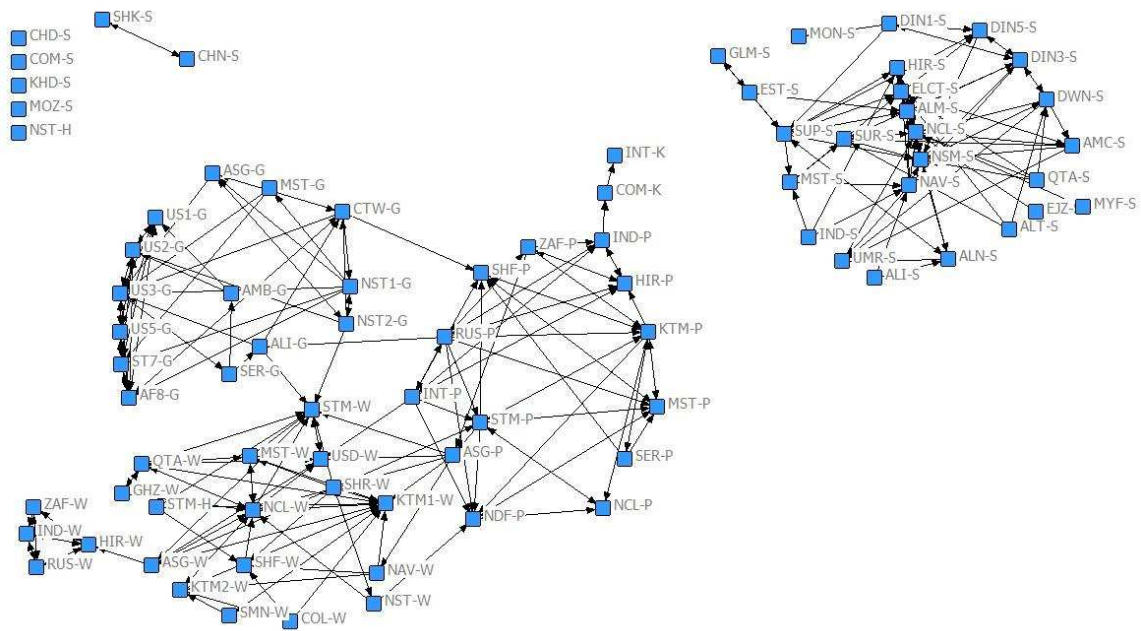 SHK-S
CHD-S
CHN-S
COM-S
KHD-S
MOZ-S
NST-H
DIN1-S
MON-S
DIN5-S
GLM-S
HIR-S
DIN3-S
EST-S
ELCT-S
DWN-S
ALM-S
SUP-S
SUR-S
NCL-S
AMC-S
NSM-S
MST-S
NAV-S
QTA-S
EJZ-
MYF-S
IND-S
ALT-S
UMR-S
ALN-S
ALI-S
INT-K
COM-K
ASG-G
MST-G
US1-G
CTW-G
US2-G
ZAF-P
IND-P
SHF-P
HIR-P
US3-G
AMB-G
NST1-G
US5-G
NST2-G
RUS-P
KTM-P
ST7-G
ALI-G
SER-G
AF8-G
INT-P
STM-W
STM-P
MST-P
QTA-W
MST-W
USD-W
ASG-P
SER-P
GHZ-W
SHR-W
ZAF-W
STM-H
NCL-W
KTM1-W
NDF-P
NCL-P
IND-W
HIR-W
RUS-W
ASG-W
SHF-W
NAV-W
KTM2-W
NST-W
SMN-W
COL-W